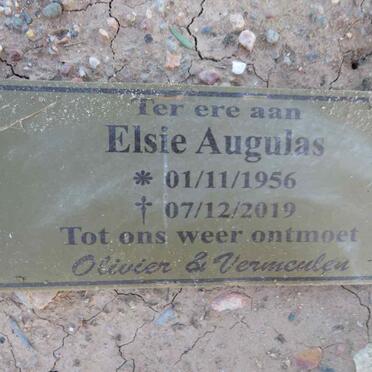 Ter ere aan
Elsie Augulas
* 01/11/1956
† 07/12/2019
Tot ons weer ontmoet
Olivier & Vermeulen